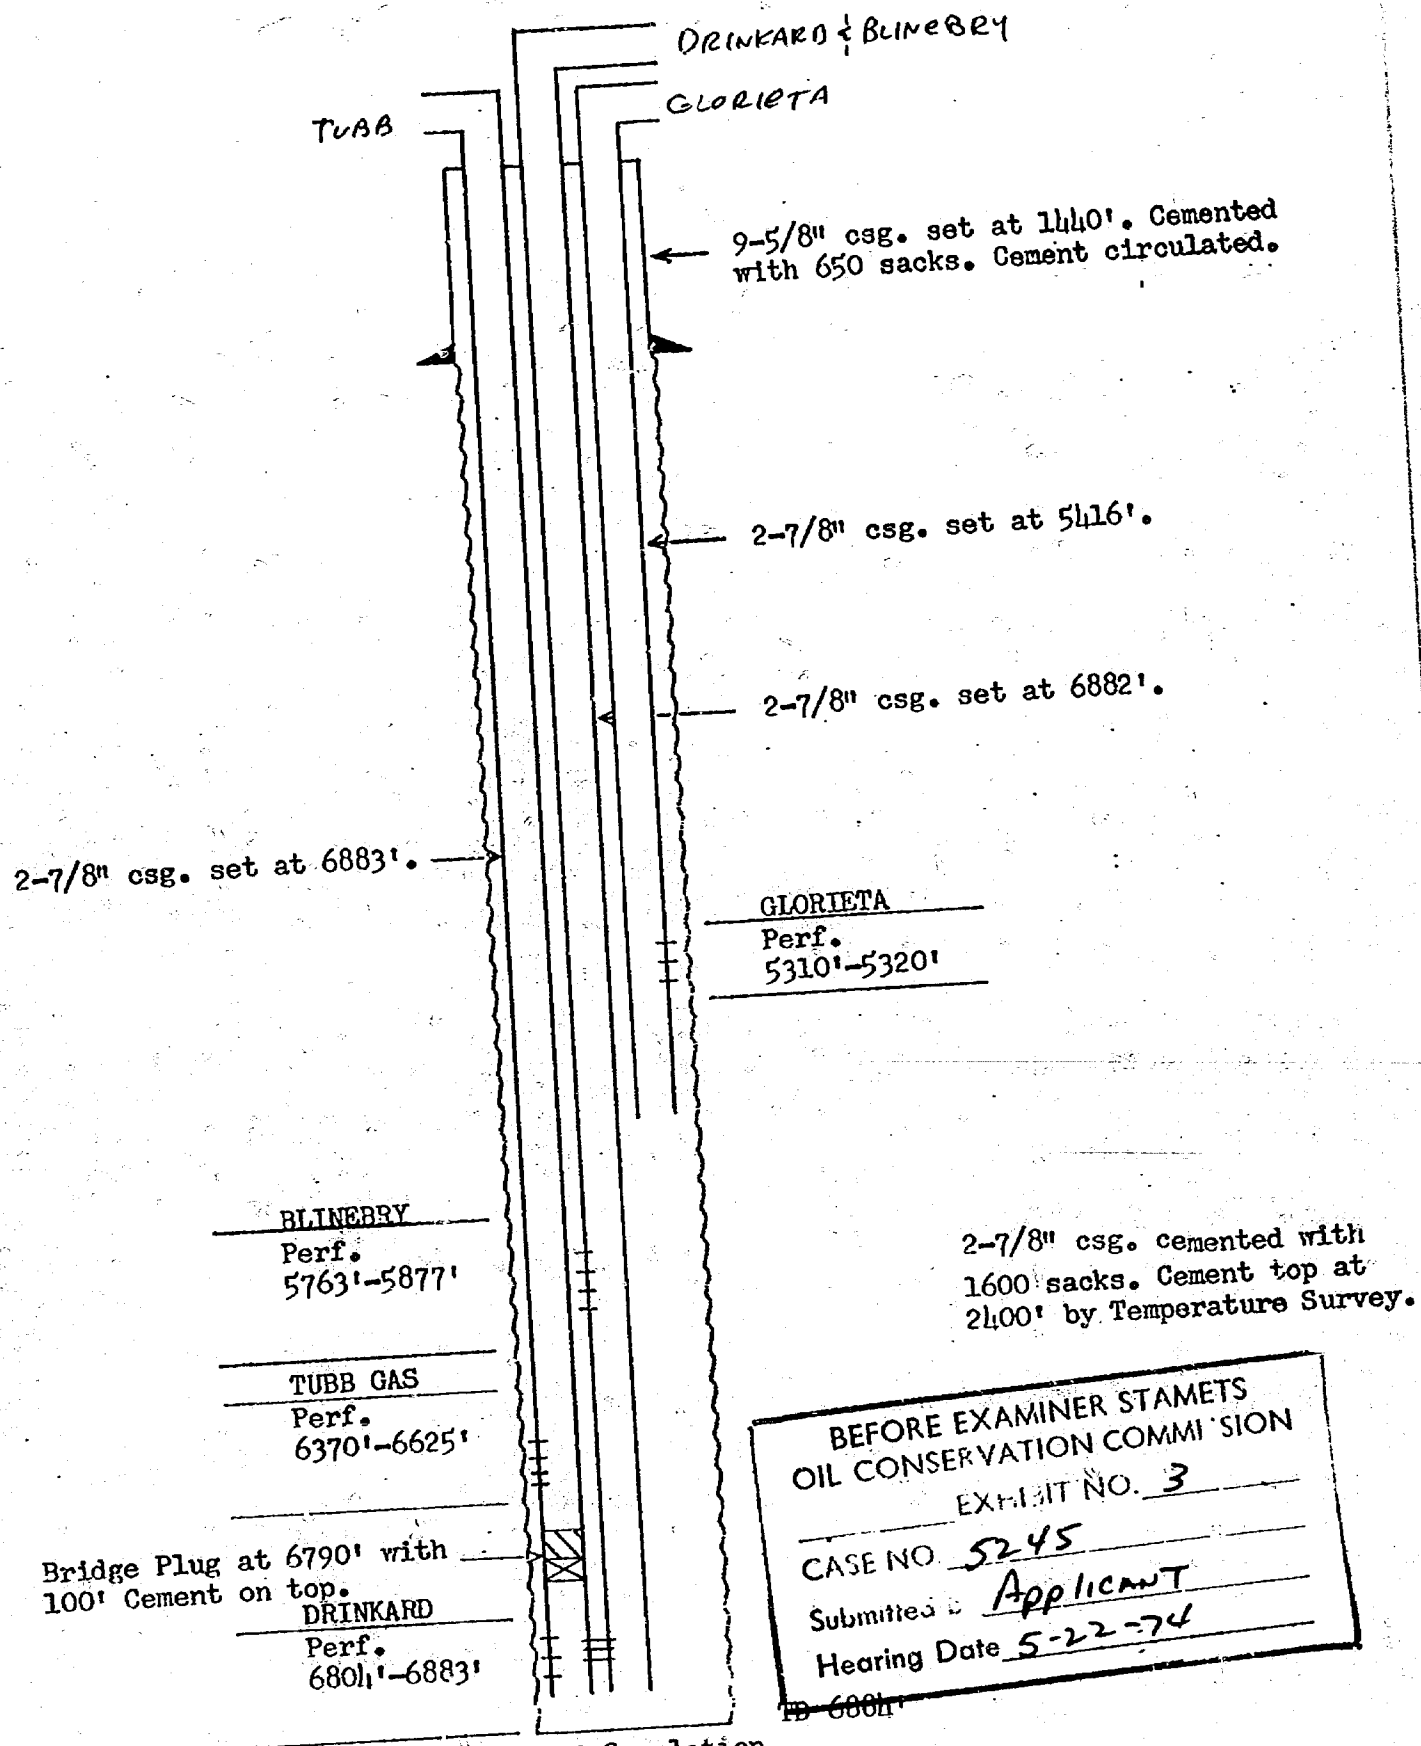 DRINKARD & BLINEBRY
GLORIETA
TUBB
9-5/8" csg. set at 1440'. Cemented
with 650 sacks. Cement circulated.
2-7/8" csg. set at 5416'.
2-7/8" csg. set at 6882'.
2-7/8" csg. set at 6883'.
GLORIETA
Perf.
5310'-5320'
BLINEBRY
Perf.
5763'-5877'
2-7/8" csg. cemented with
1600 sacks. Cement top at
2400' by Temperature Survey.
TUBB GAS
Perf.
6370'-6625'
Bridge Plug at 6790' with
100' Cement on top.
DRINKARD
Perf.
6804'-6883'
BEFORE EXAMINER STAMETS
OIL CONSERVATION COMMI SION
EXHIBIT NO. 3
CASE NO. 5245
Submitted Applicant
Hearing Date 5-22-74
TD 6884'